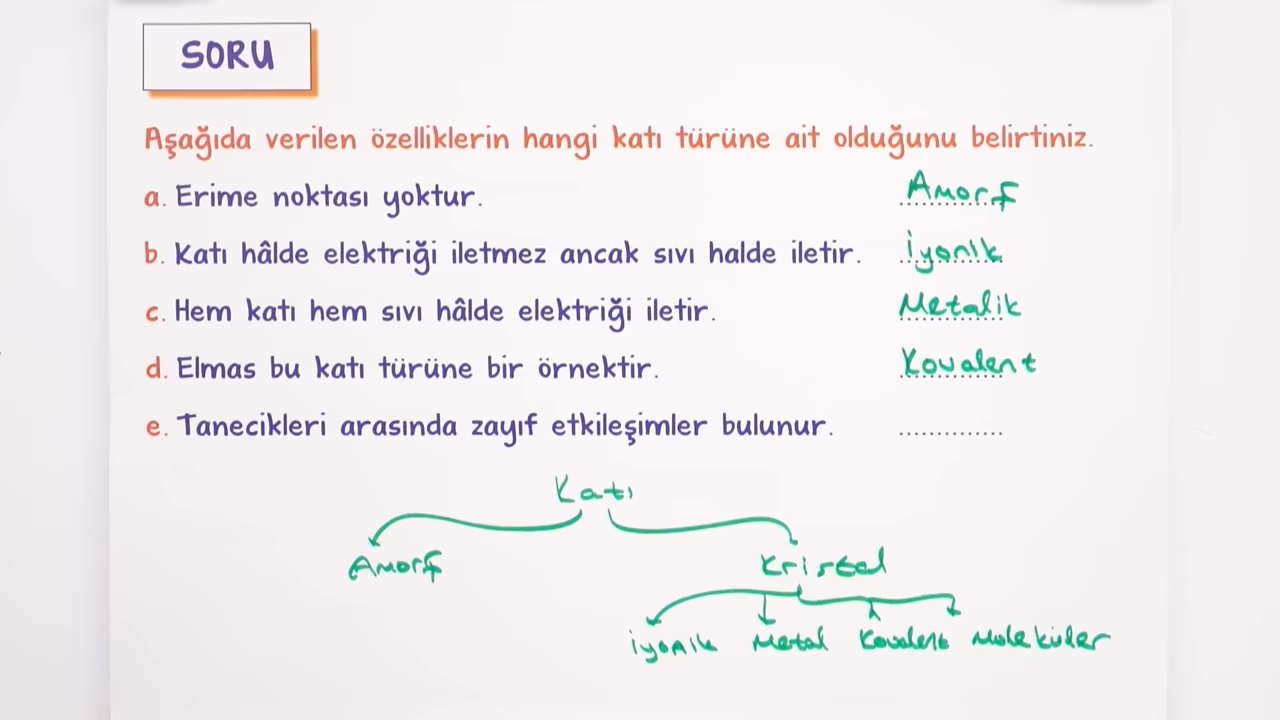 SORU
Aşağıda verilen özelliklerin hangi katı türüne ait olduğunu belirtiniz.
a. Erime noktası yoktur. Amorf
b. Katı hâlde elektriği iletmez ancak sıvı halde iletir. İyonik
c. Hem katı hem sıvı hâlde elektriği iletir. Metalik
d. Elmas bu katı türüne bir örnektir. Kovalent
e. Tanecikleri arasında zayıf etkileşimler bulunur. ..............
Katı
Amorf Kristal
İyonik Metal Kovalent Moleküler